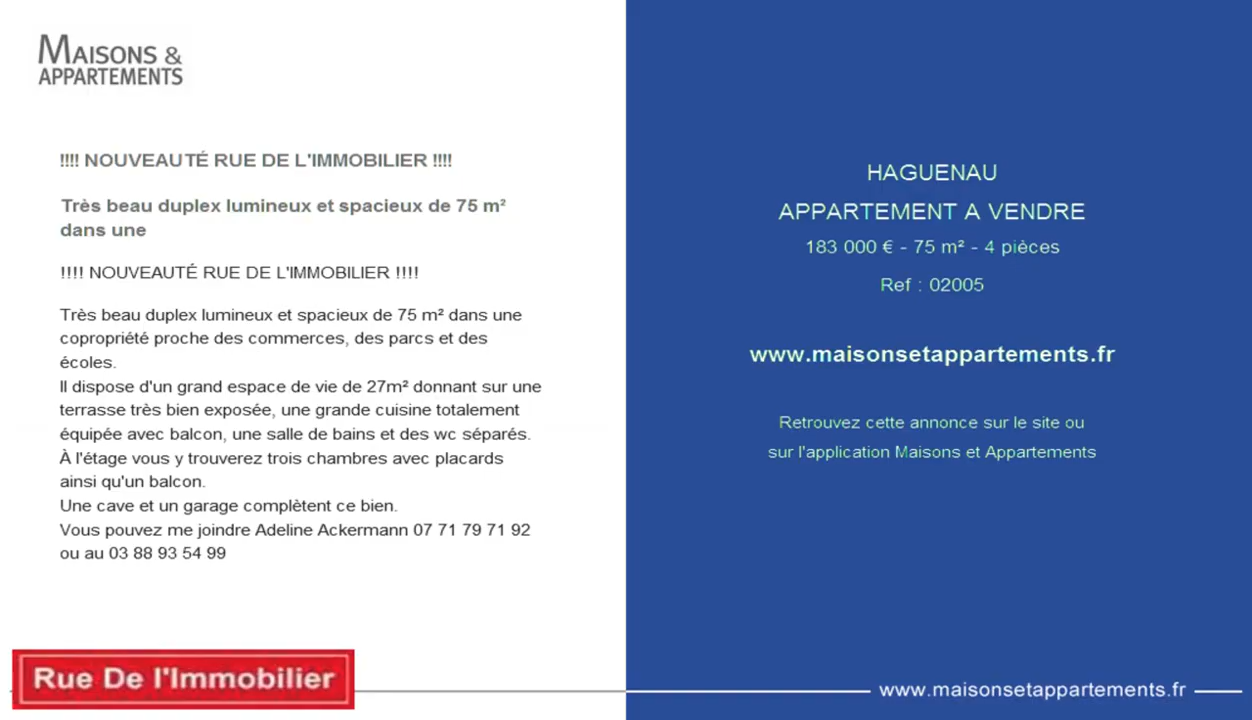 MAISONS &
APPARTEMENTS
!!!! NOUVEAUTÉ RUE DE L'IMMOBILIER !!!!
Très beau duplex lumineux et spacieux de 75 m²
dans une
!!!! NOUVEAUTÉ RUE DE L'IMMOBILIER !!!!
Très beau duplex lumineux et spacieux de 75 m² dans une
copropriété proche des commerces, des parcs et des
écoles.
Il dispose d'un grand espace de vie de 27m² donnant sur une
terrasse très bien exposée, une grande cuisine totalement
équipée avec balcon, une salle de bains et des wc séparés.
À l'étage vous y trouverez trois chambres avec placards
ainsi qu'un balcon.
Une cave et un garage complètent ce bien.
Vous pouvez me joindre Adeline Ackermann 07 71 79 71 92
ou au 03 88 93 54 99
Rue De l'Immobilier
HAGUENAU
APPARTEMENT A VENDRE
183 000 € - 75 m² - 4 pièces
Ref : 02005
www.maisonsetappartements.fr
Retrouvez cette annonce sur le site ou
sur l'application Maisons et Appartements
www.maisonsetappartements.fr